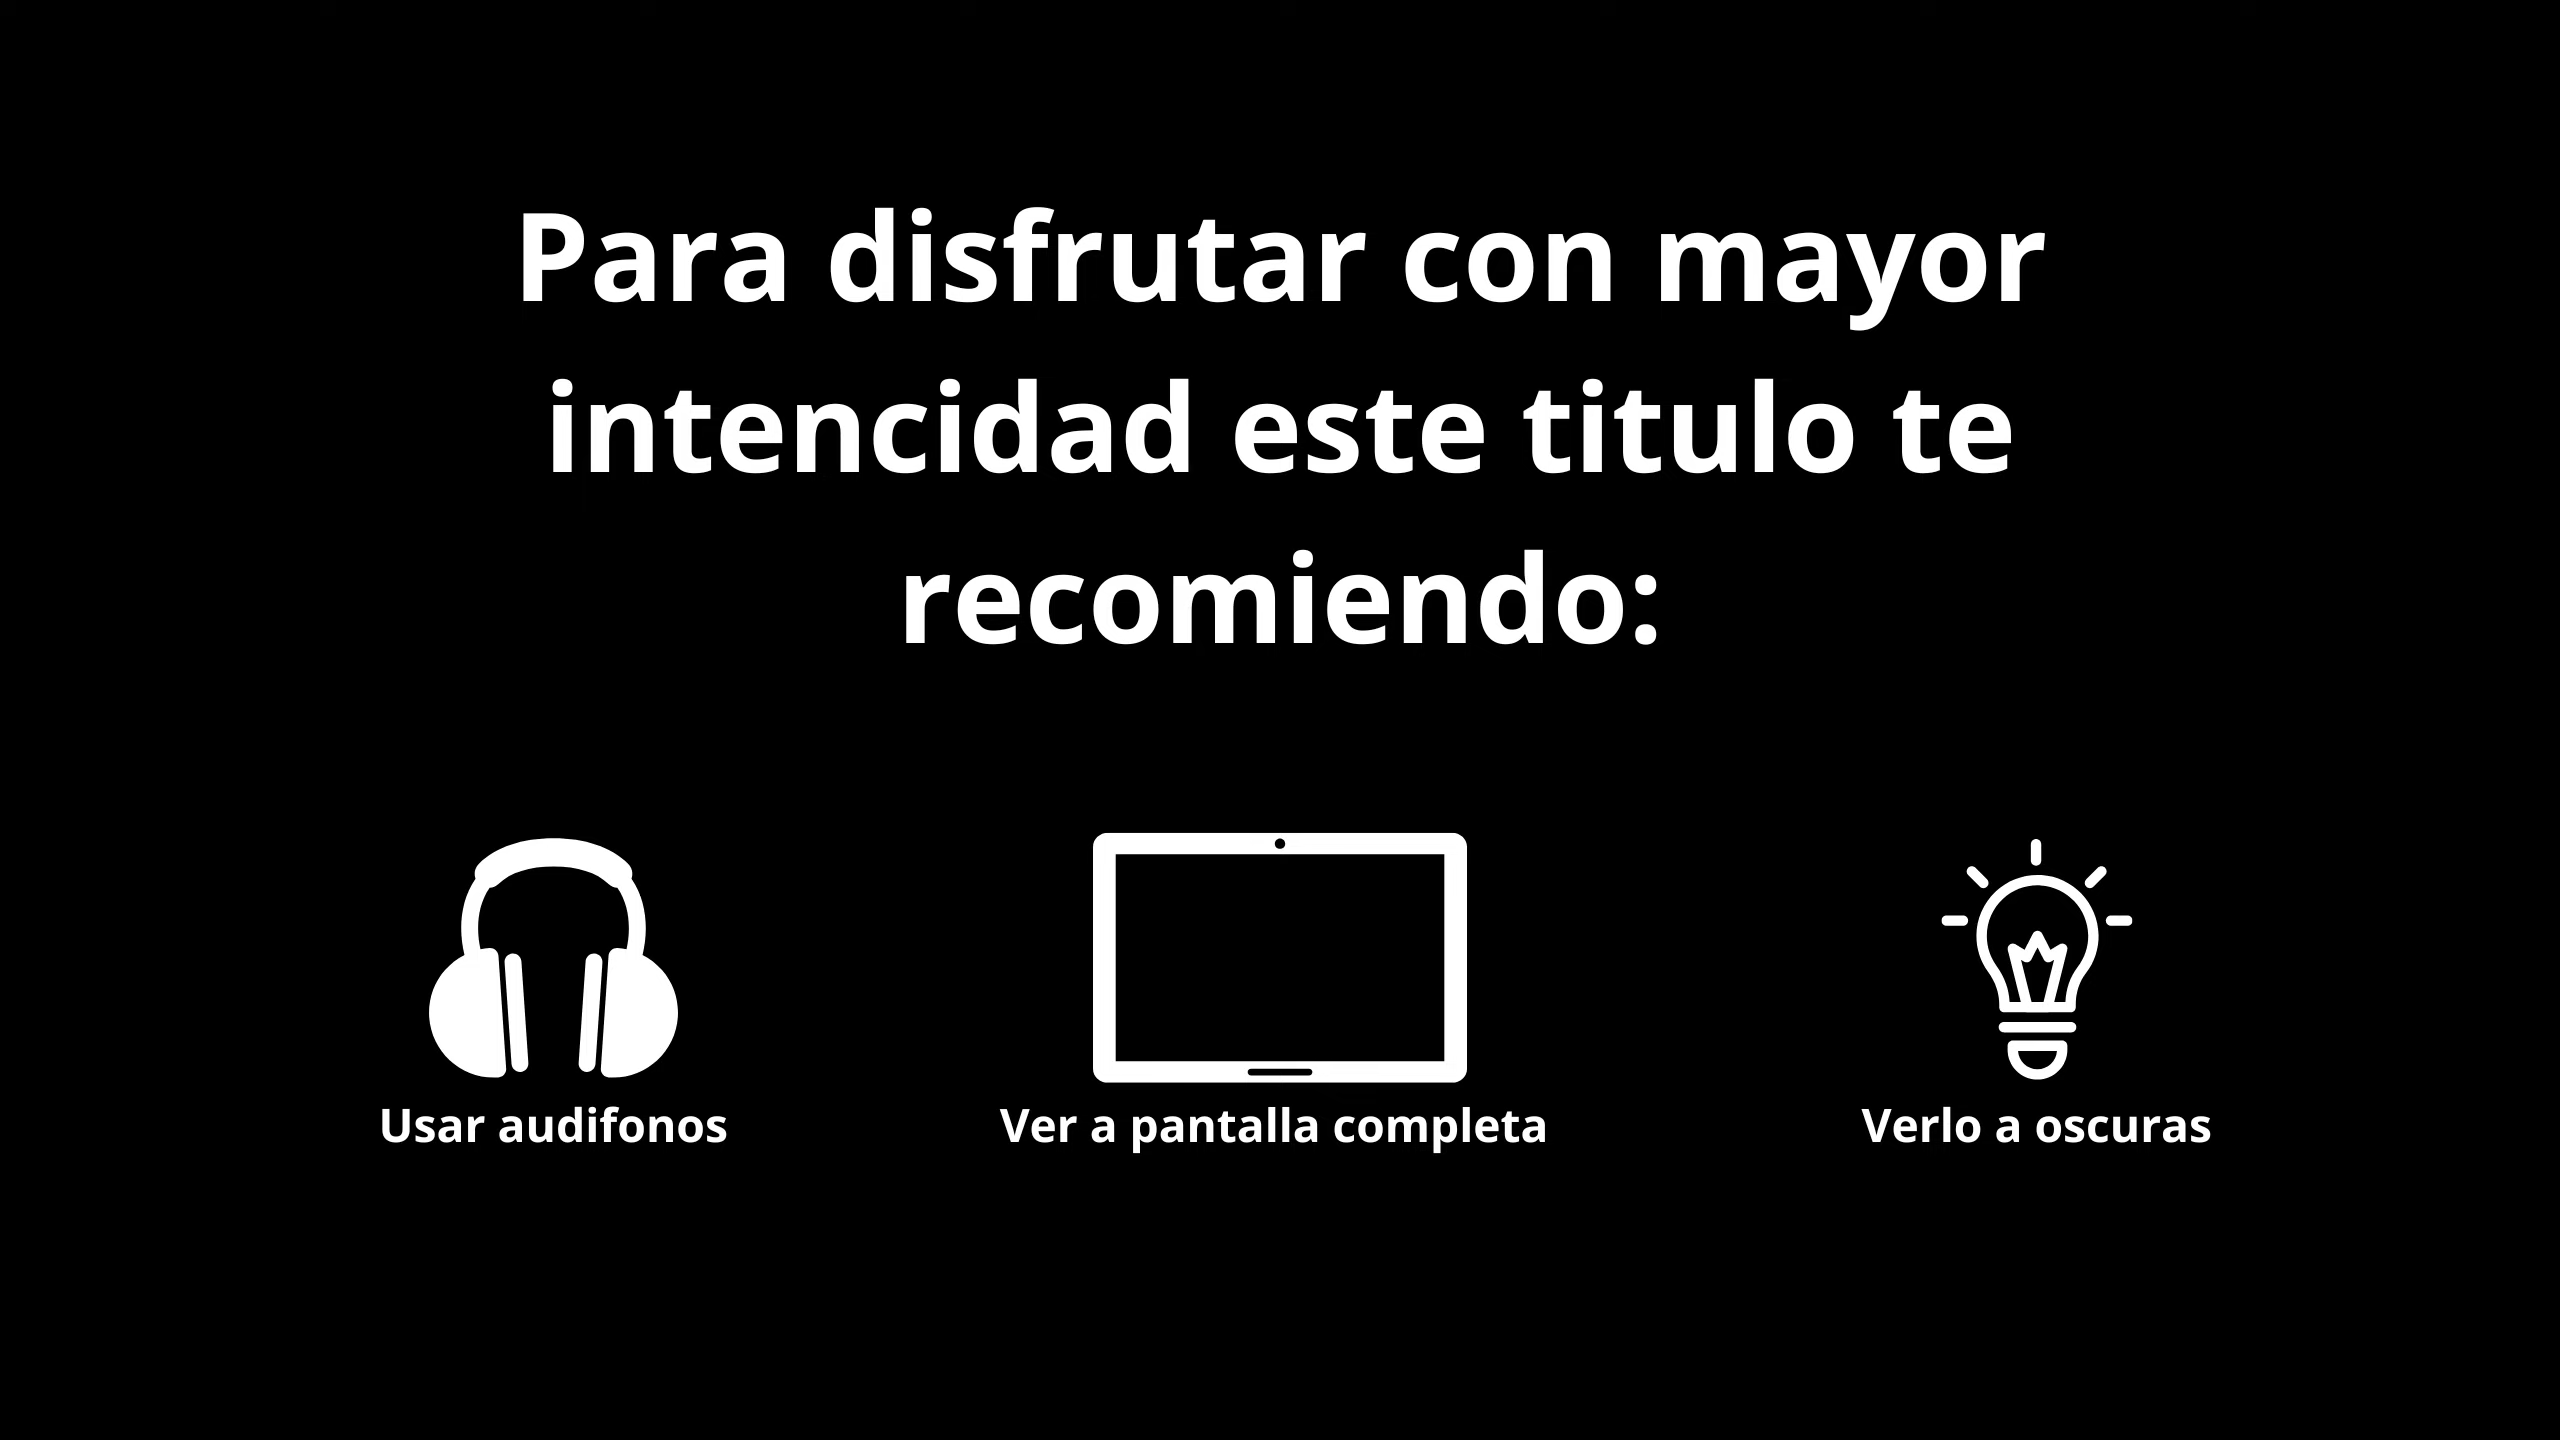 Para disfrutar con mayor
intencidad este titulo te
recomiendo:
Usar audifonos
Ver a pantalla completa
Verlo a oscuras